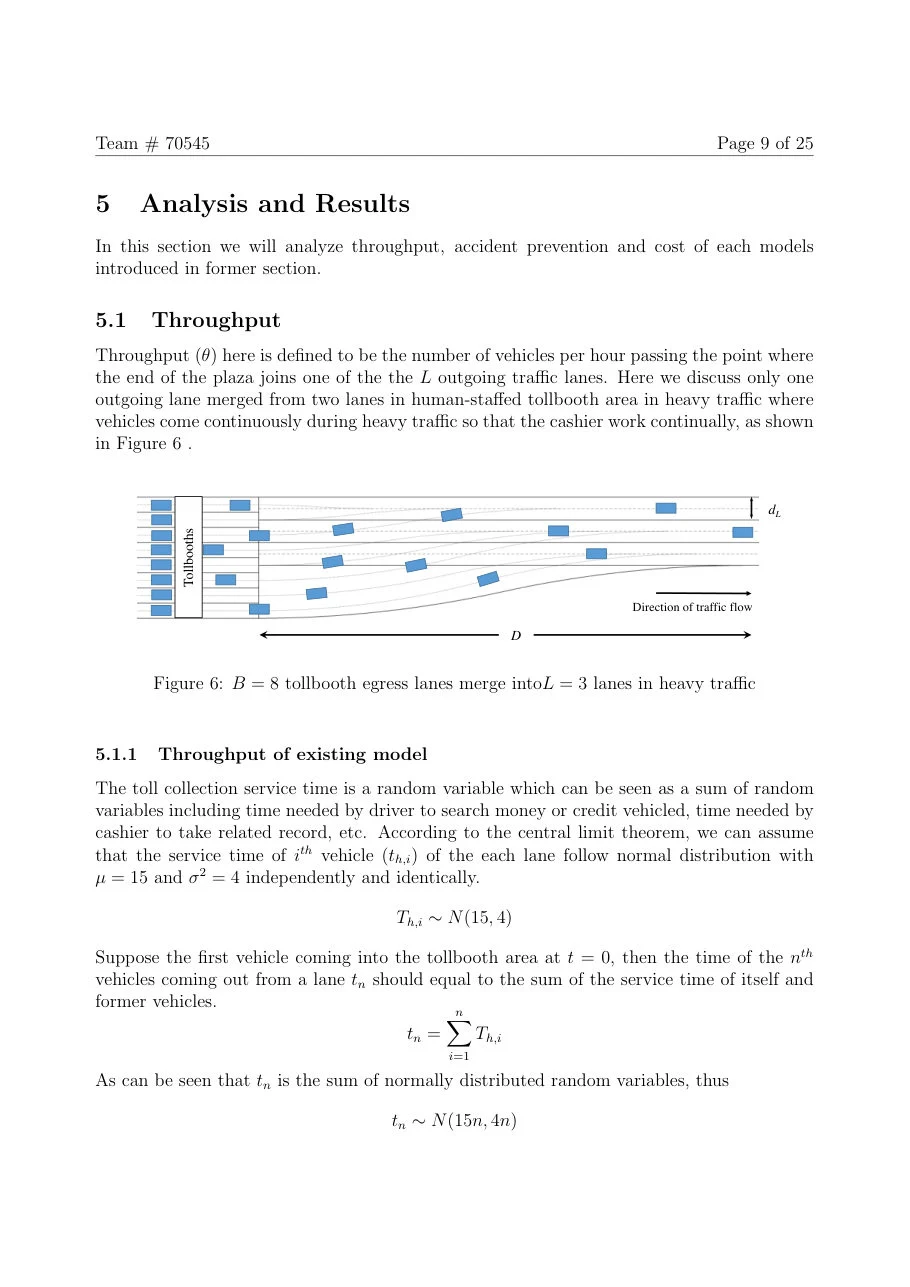 Team # 70545 Page 9 of 25
5 Analysis and Results
In this section we will analyze throughput, accident prevention and cost of each models
introduced in former section.
5.1 Throughput
Throughput (θ) here is defined to be the number of vehicles per hour passing the point where
the end of the plaza joins one of the the L outgoing traffic lanes. Here we discuss only one
outgoing lane merged from two lanes in human-staffed tollbooth area in heavy traffic where
vehicles come continuously during heavy traffic so that the cashier work continually, as shown
in Figure 6 .
Tollbooths
d_L
Direction of traffic flow
D
Figure 6: B = 8 tollbooth egress lanes merge intoL = 3 lanes in heavy traffic
5.1.1 Throughput of existing model
The toll collection service time is a random variable which can be seen as a sum of random
variables including time needed by driver to search money or credit vehicled, time needed by
cashier to take related record, etc. According to the central limit theorem, we can assume
that the service time of i^th vehicle (t_h,i) of the each lane follow normal distribution with
μ = 15 and σ² = 4 independently and identically.
T_h,i ∼ N(15, 4)
Suppose the first vehicle coming into the tollbooth area at t = 0, then the time of the n^th
vehicles coming out from a lane t_n should equal to the sum of the service time of itself and
former vehicles.
t_n = ∑_{i=1}^{n} T_h,i
As can be seen that t_n is the sum of normally distributed random variables, thus
t_n ∼ N(15n, 4n)